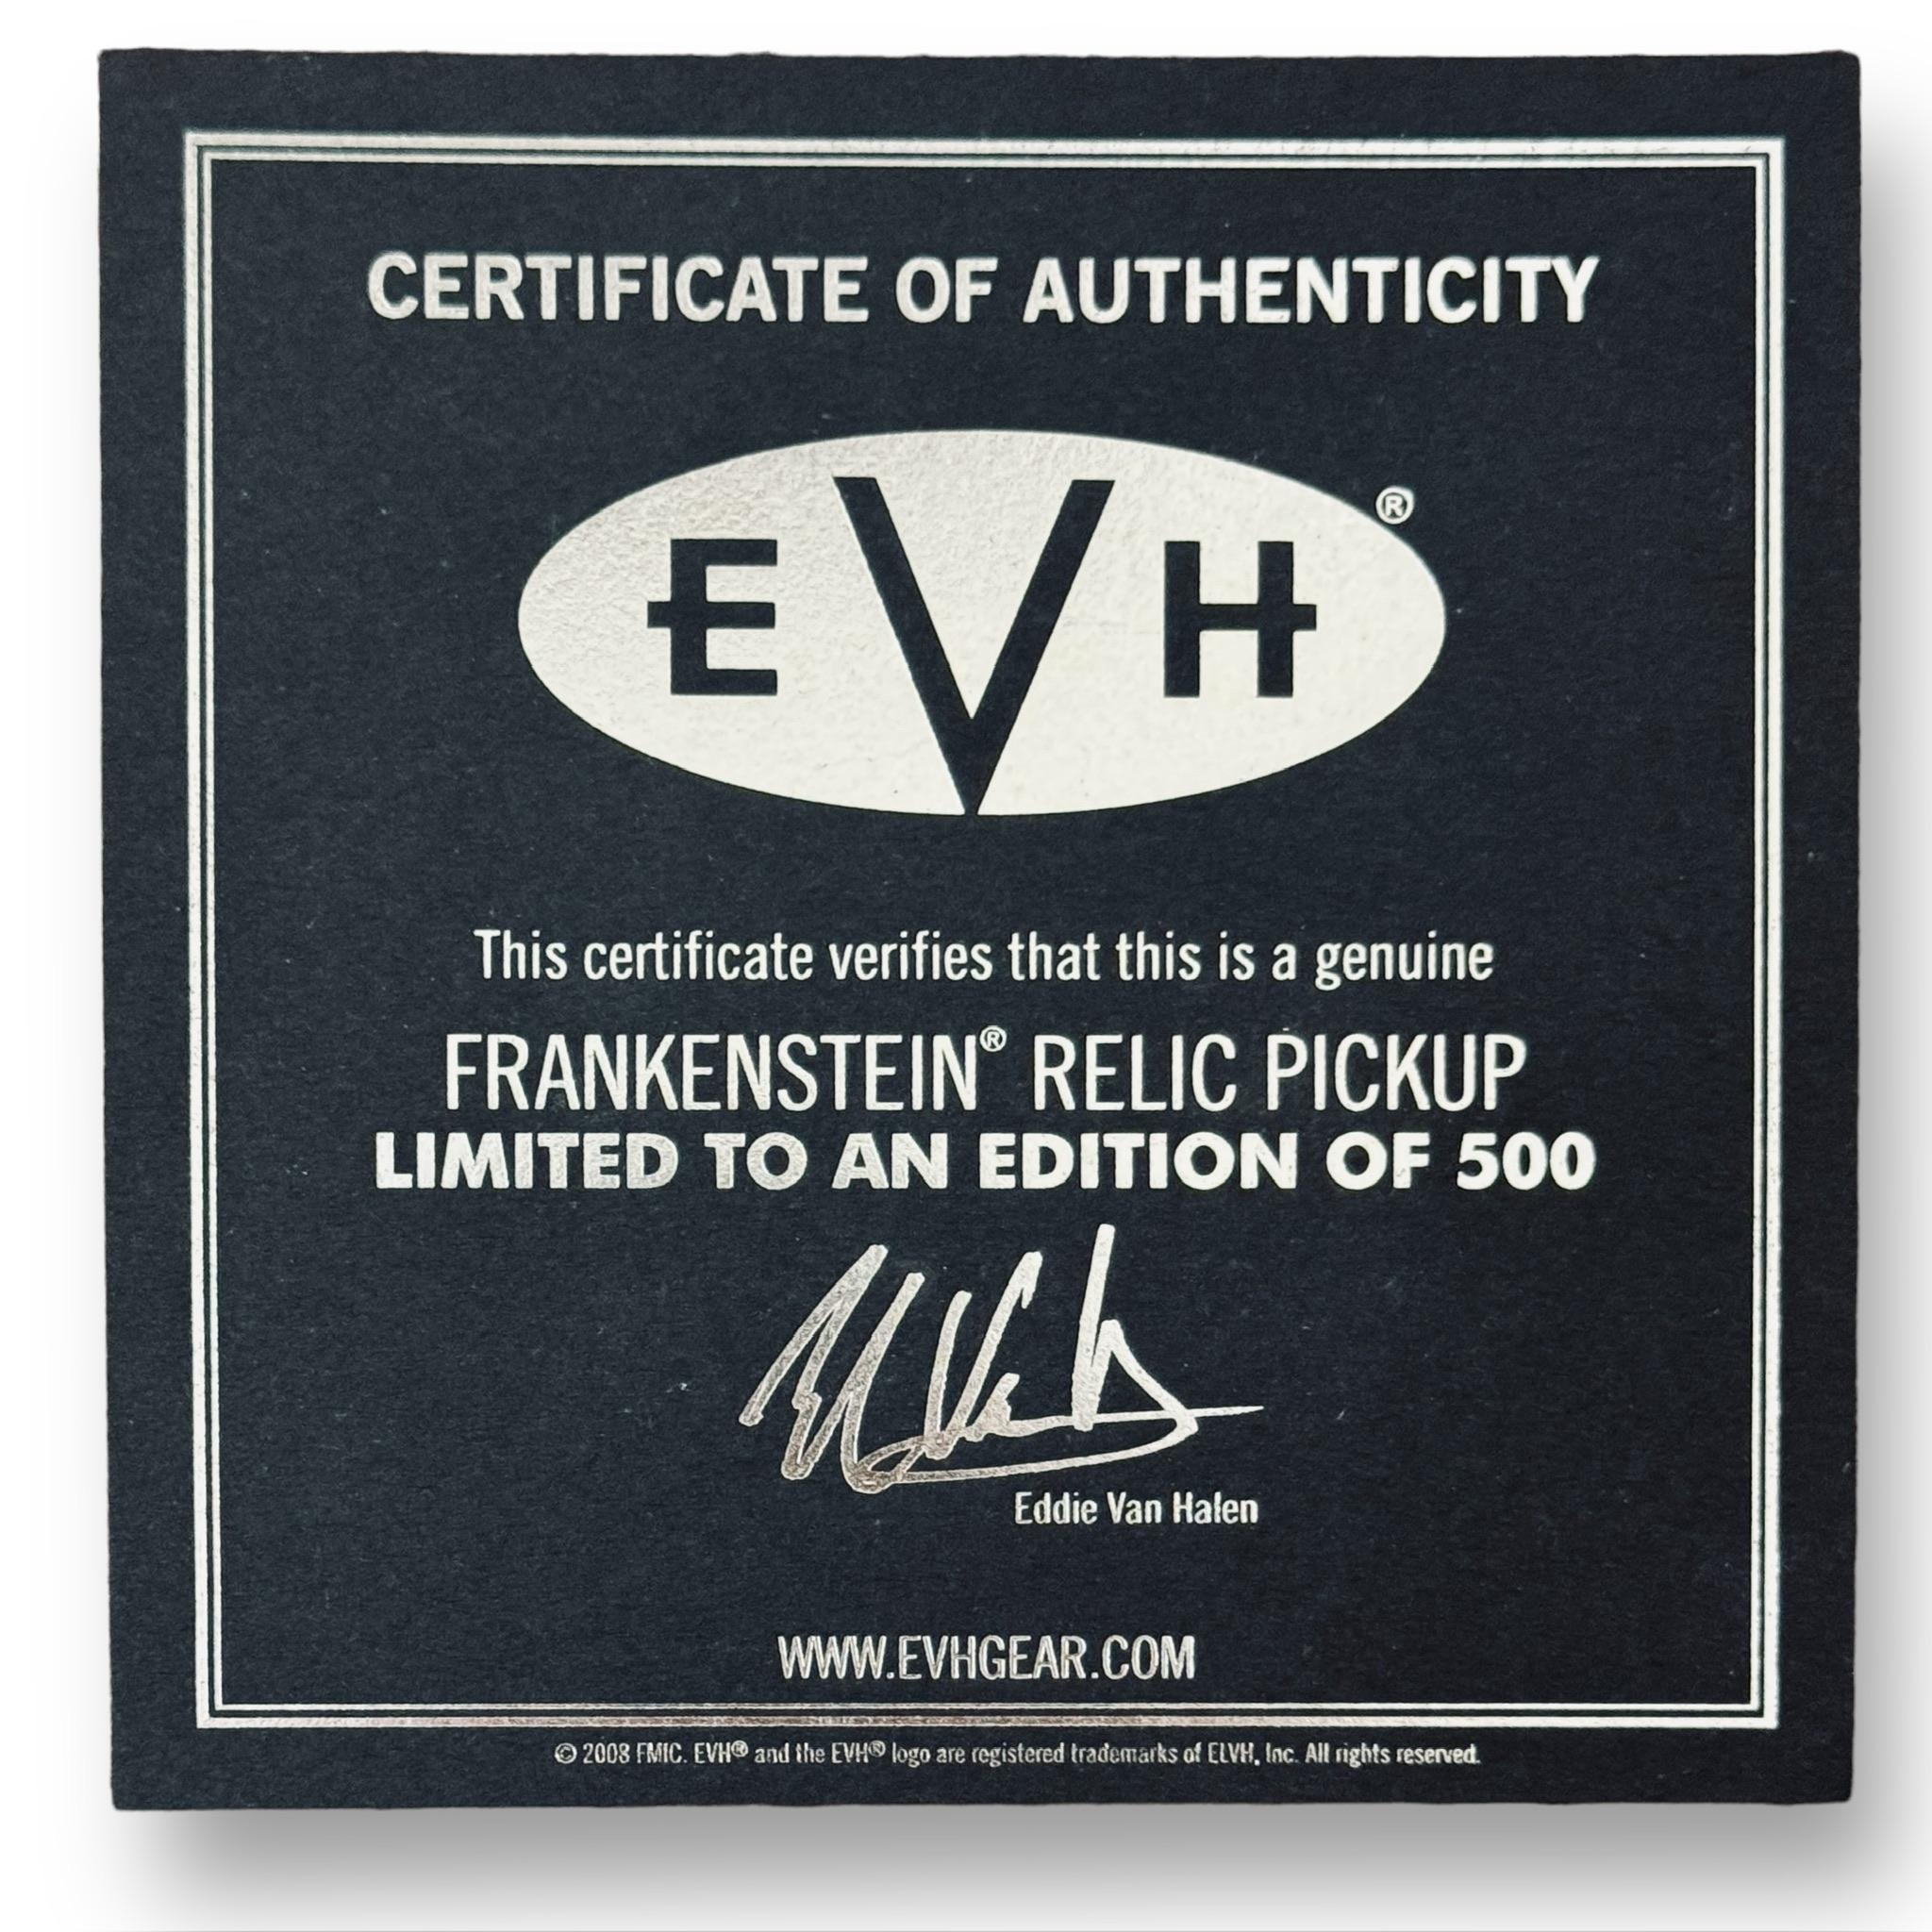 CERTIFICATE OF AUTHENTICITY
EVH®
This certificate verifies that this is a genuine
FRANKENSTEIN® RELIC PICKUP
LIMITED TO AN EDITION OF 500
Eddie Van Halen
WWW.EVHGEAR.COM
© 2008 FMIC. EVH® and the EVH® logo are registered trademarks of ELVH, Inc. All rights reserved.